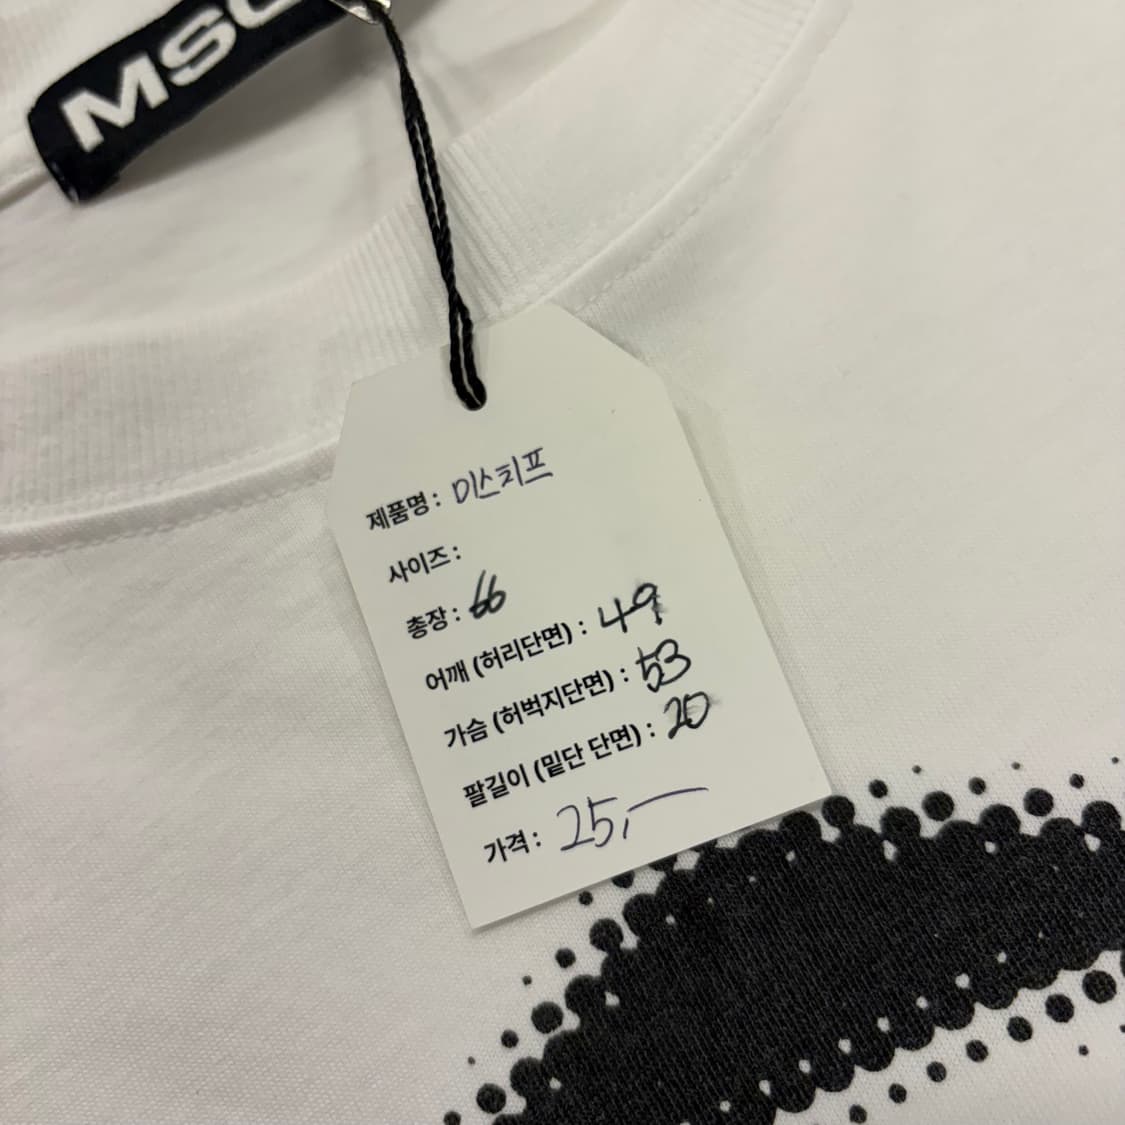 MSC
제품명 : 미스치프
사이즈 :
총장 : 66
어깨 (허리단면) : 49
가슴 (허벅지단면) : 53
팔길이 (밑단 단면) : 20
가격 : 25,—